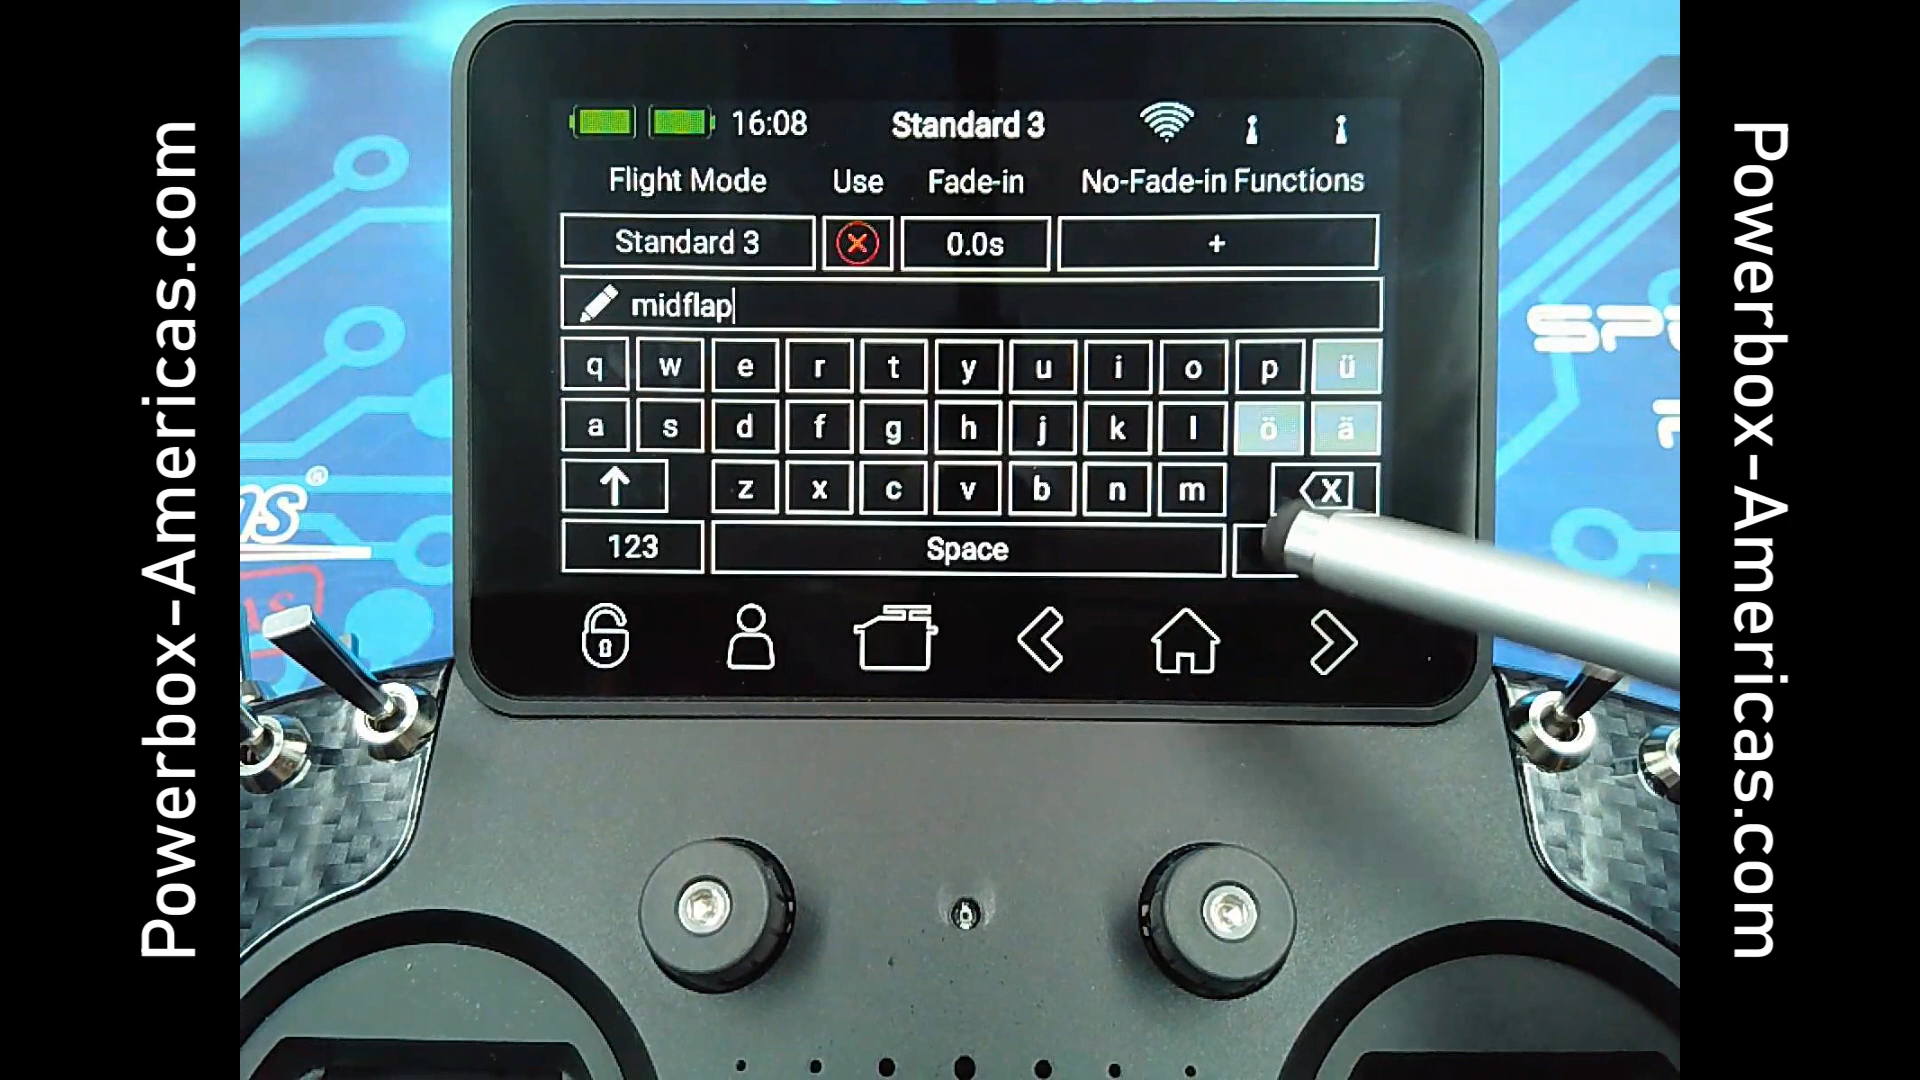 Powerbox-Americas.com
16:08
Standard 3
Flight Mode
Use
Fade-in
No-Fade-in Functions
Standard 3
0.0s
+
midflap
q w e r t y u i o p ü
a s d f g h j k l ö ä
z x c v b n m X
123
Space
Powerbox-Americas.com